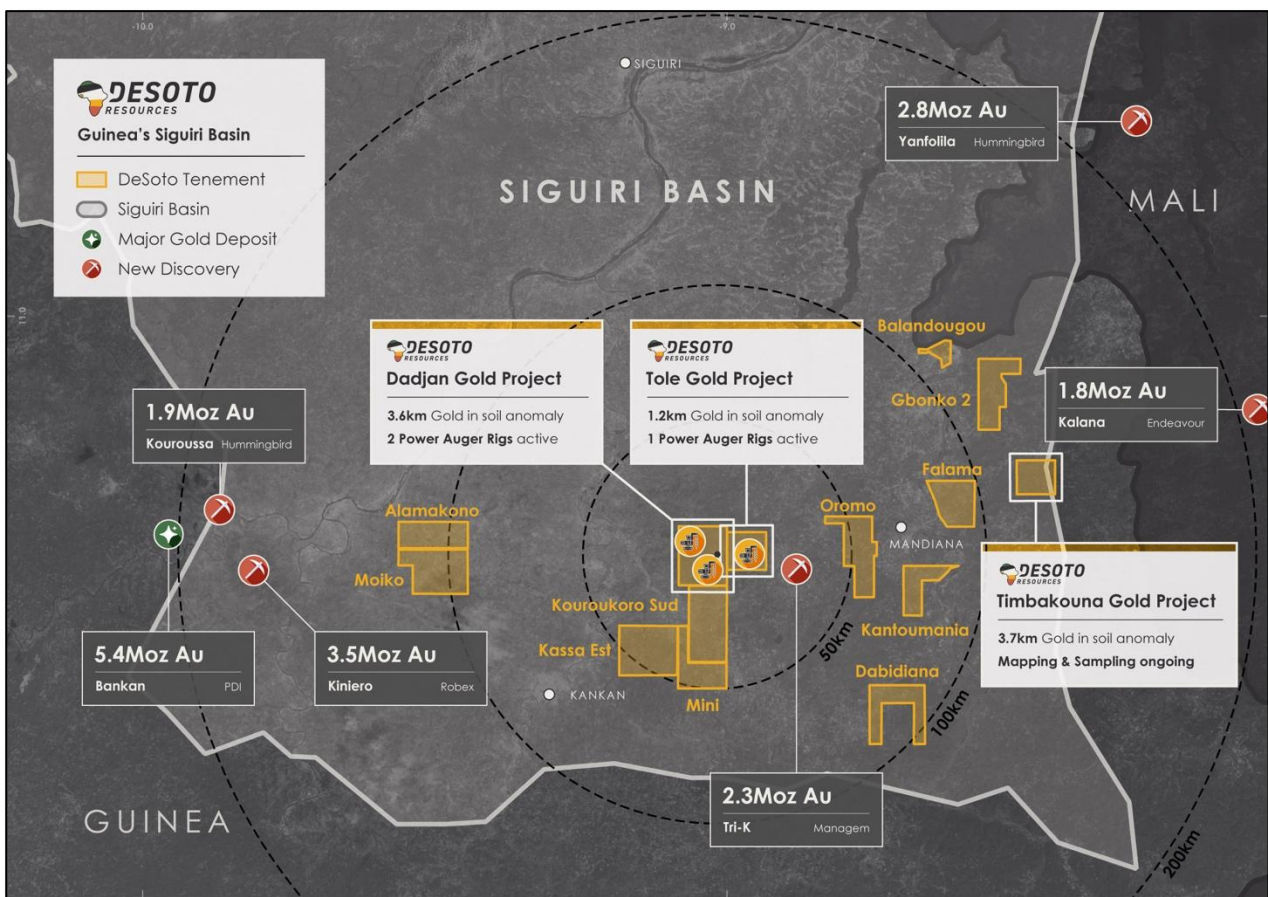 -10.0
-9.0
11.0
DESOTO
RESOURCES
Guinea's Siguiri Basin
DeSoto Tenement
Siguiri Basin
Major Gold Deposit
New Discovery
SIGUIRI
SIGUIRI BASIN
2.8Moz Au
Yanfolila Hummingbird
MALI
DESOTO
RESOURCES
Dadjan Gold Project
3.6km Gold in soil anomaly
2 Power Auger Rigs active
DESOTO
RESOURCES
Tole Gold Project
1.2km Gold in soil anomaly
1 Power Auger Rigs active
Balandougou
Gbonko 2
1.8Moz Au
Kalana Endeavour
1.9Moz Au
Kouroussa Hummingbird
Alamakono
Moiko
Falama
Oromo
MANDIANA
Kantoumania
DESOTO
RESOURCES
Timbakouna Gold Project
3.7km Gold in soil anomaly
Mapping & Sampling ongoing
Kouroukoro Sud
Kassa Est
Mini
KANKAN
50km
100km
200km
Dabidiana
5.4Moz Au
Bankan PDI
3.5Moz Au
Kiniero Robex
2.3Moz Au
Tri-K Managem
GUINEA